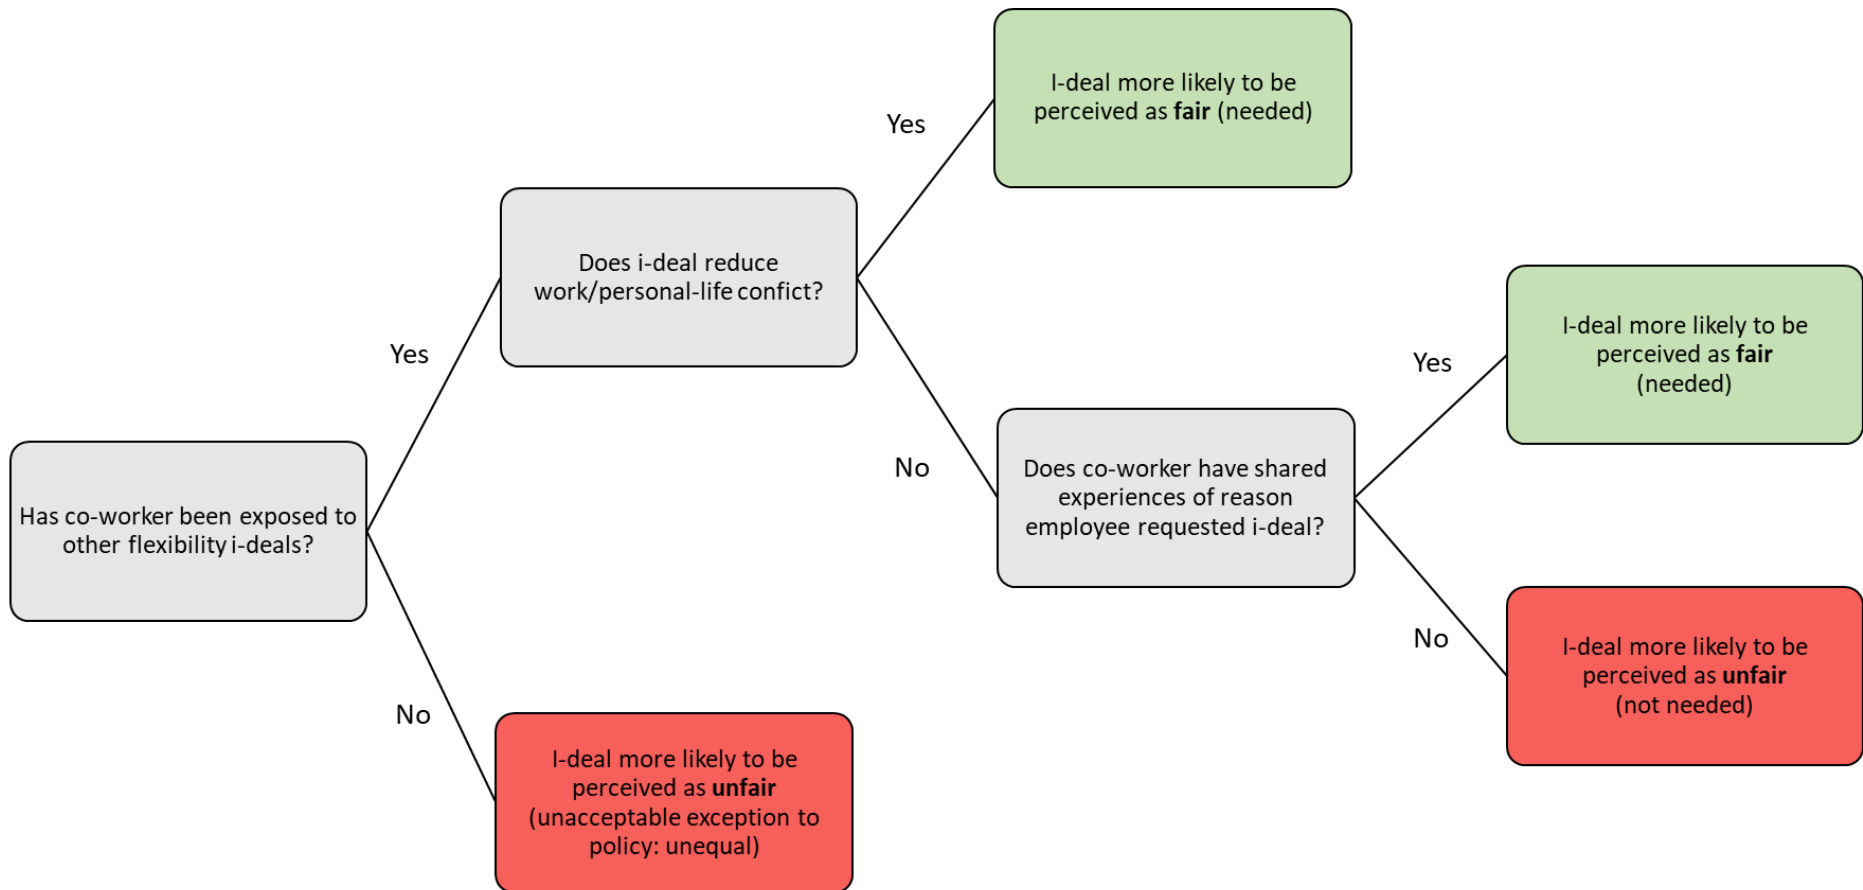 I-deal more likely to be
perceived as fair (needed)
Yes
Does i-deal reduce
work/personal-life confict?
Yes
No
Has co-worker been exposed to
other flexibility i-deals?
Does co-worker have shared
experiences of reason
employee requested i-deal?
Yes
I-deal more likely to be
perceived as fair
(needed)
No
I-deal more likely to be
perceived as unfair
(not needed)
No
I-deal more likely to be
perceived as unfair
(unacceptable exception to
policy: unequal)